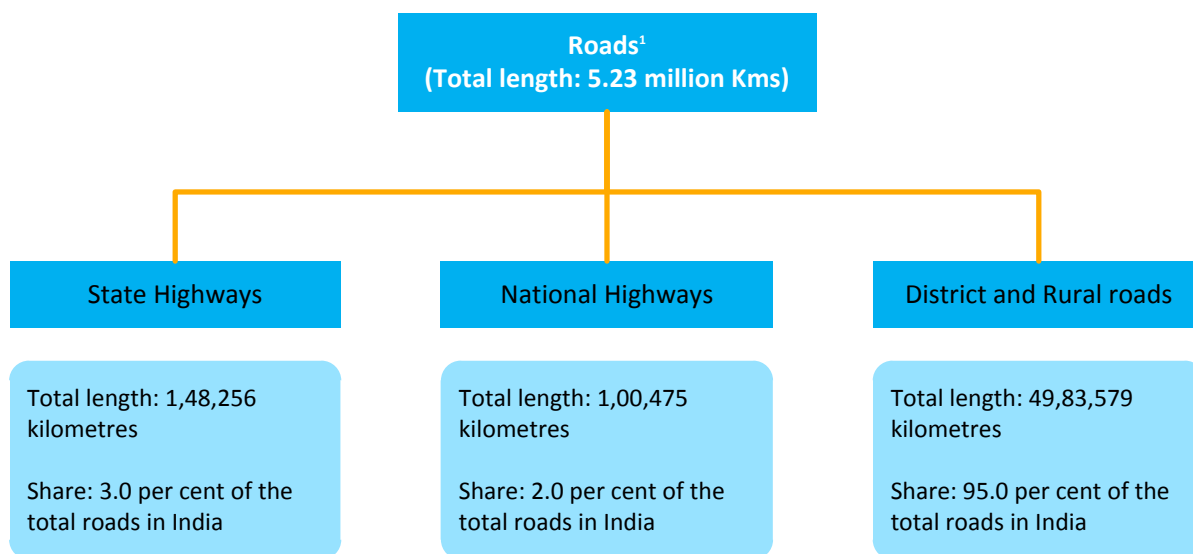 Roads¹
(Total length: 5.23 million Kms)
State Highways
National Highways
District and Rural roads
Total length: 1,48,256
kilometres
Share: 3.0 per cent of the
total roads in India
Total length: 1,00,475
kilometres
Share: 2.0 per cent of the
total roads in India
Total length: 49,83,579
kilometres
Share: 95.0 per cent of the
total roads in India